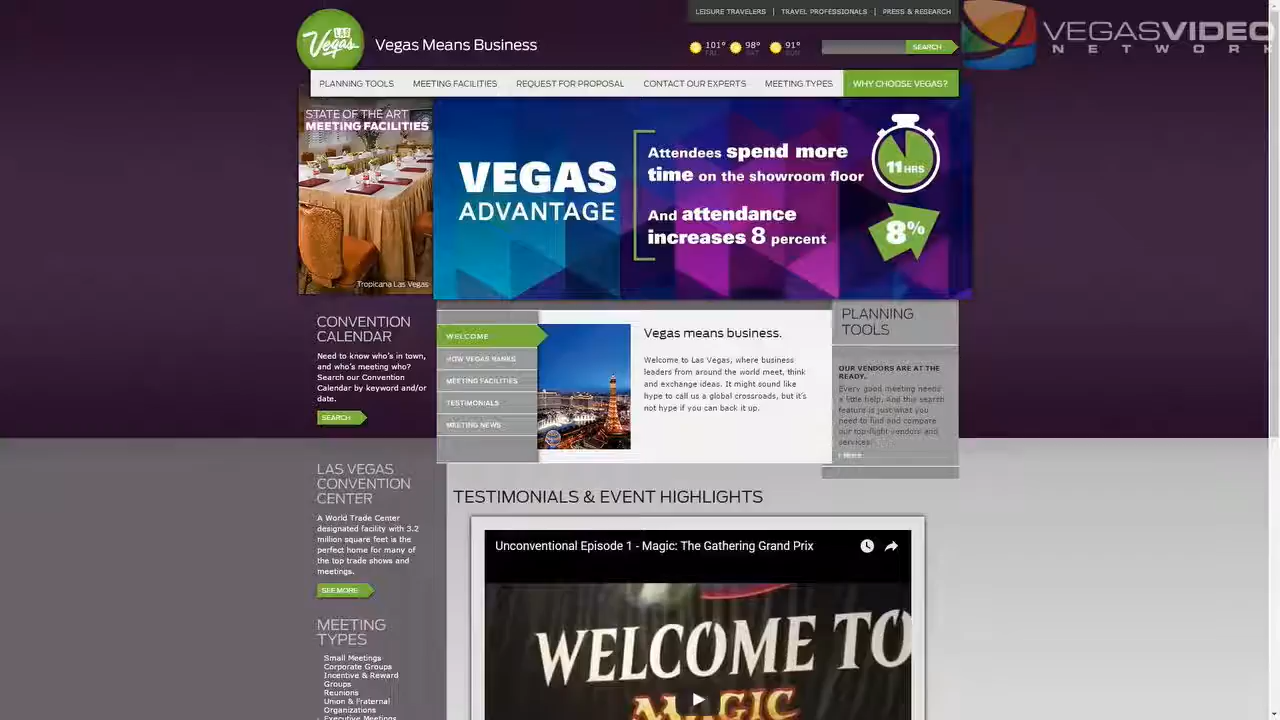 LEISURE TRAVELERS | TRAVEL PROFESSIONALS | PRESS & RESEARCH
VEGASVIDEO
NETWORK
LAS
Vegas
Vegas Means Business
101° 98° 91°
FRI SAT SUN
SEARCH
PLANNING TOOLS MEETING FACILITIES REQUEST FOR PROPOSAL CONTACT OUR EXPERTS MEETING TYPES WHY CHOOSE VEGAS?
STATE OF THE ART
MEETING FACILITIES
Tropicana Las Vegas
VEGAS
ADVANTAGE
Attendees spend more
time on the showroom floor
11 HRS
And attendance
increases 8 percent
8%
CONVENTION
CALENDAR
Need to know who's in town,
and who's meeting who?
Search our Convention
Calendar by keyword and/or
date.
SEARCH
WELCOME
HOW VEGAS RANKS
MEETING FACILITIES
TESTIMONIALS
MEETING NEWS
Vegas means business.
Welcome to Las Vegas, where business
leaders from around the world meet, think
and exchange ideas. It might sound like
hype to call us a global crossroads, but it's
not hype if you can back it up.
PLANNING
TOOLS
OUR VENDORS ARE AT THE
READY.
Every good meeting needs
a little help. And this search
feature is just what you
need to find and compare
our top-flight vendors and
services.
LAS VEGAS
CONVENTION
CENTER
A World Trade Center
designated facility with 3.2
million square feet is the
perfect home for many of
the top trade shows and
meetings.
SEE MORE
MEETING
TYPES
Small Meetings
Corporate Groups
Incentive & Reward
Groups
Reunions
Union & Fraternal
Organizations
Executive Meetings
TESTIMONIALS & EVENT HIGHLIGHTS
Unconventional Episode 1 - Magic: The Gathering Grand Prix
WELCOME TO
MAGIC